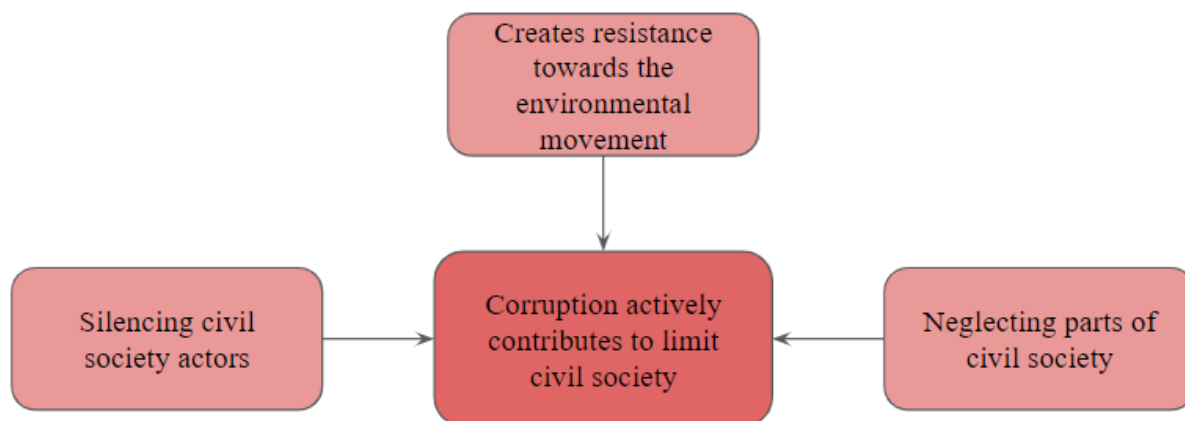 Creates resistance
towards the
environmental
movement
Silencing civil
society actors
Corruption actively
contributes to limit
civil society
Neglecting parts of
civil society